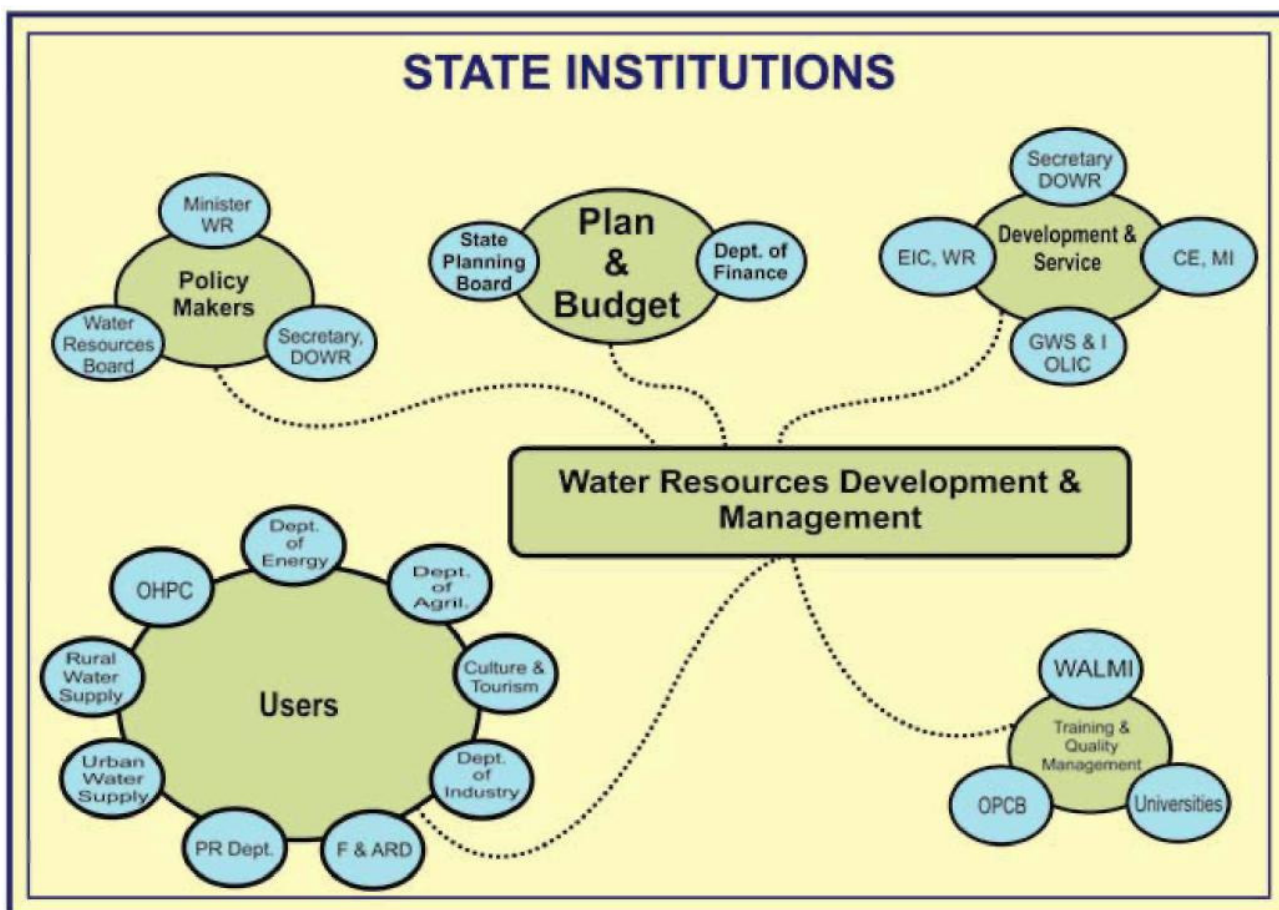 STATE INSTITUTIONS
Minister
WR
Policy
Makers
Water
Resources
Board
Secretary,
DOWR
State
Planning
Board
Plan
&
Budget
Dept. of
Finance
Secretary
DOWR
EIC, WR
Development &
Service
CE, MI
GWS & I
OLIC
Water Resources Development &
Management
Dept.
of
Energy
OHPC
Dept.
of
Agril.
Rural
Water
Supply
Culture &
Tourism
Users
Urban
Water
Supply
Dept.
of
Industry
PR Dept.
F & ARD
WALMI
Training &
Quality
Management
OPCB
Universities